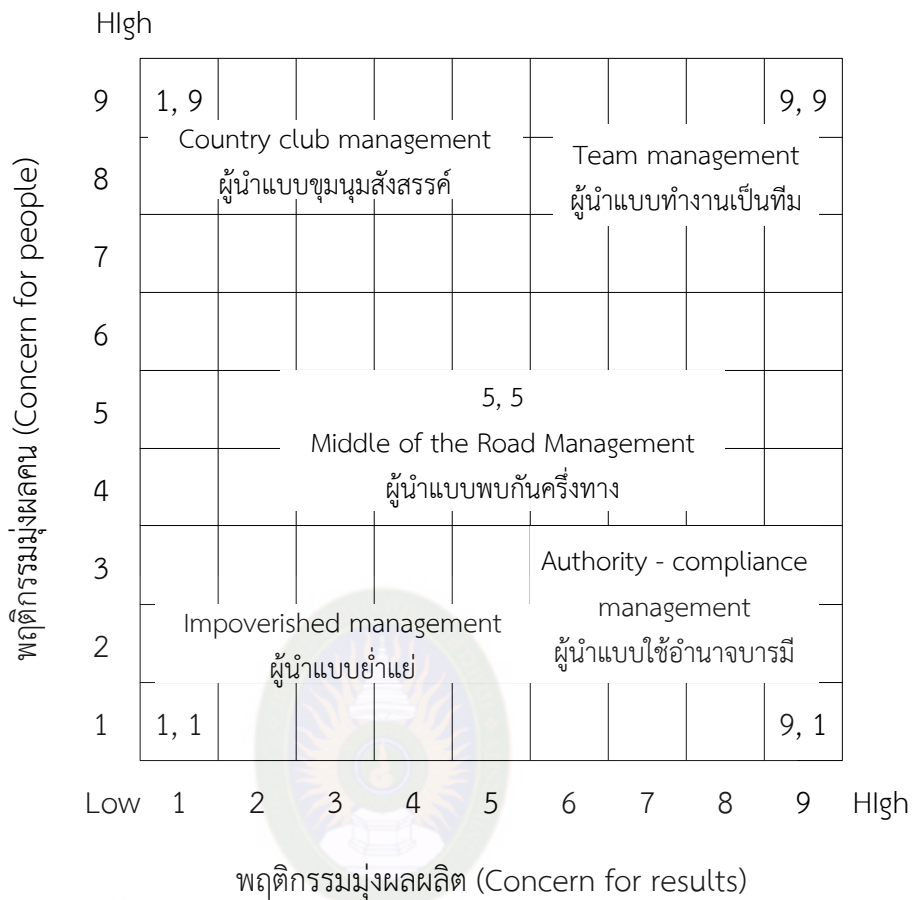 HIgh
9 1, 9 9, 9
Country club management
ผู้นำแบบขุมนุมสังสรรค์
Team management
ผู้นำแบบทำงานเป็นทีม
8
7
6
5 5, 5
Middle of the Road Management
4 ผู้นำแบบพบกันครึ่งทาง
3 Authority - compliance
management
ผู้นำแบบใช้อำนาจบารมี
Impoverished management
2 ผู้นำแบบย่ำแย่
1 1, 1 9, 1
Low 1 2 3 4 5 6 7 8 9 HIgh
พฤติกรรมมุ่งผลคน (Concern for people)
พฤติกรรมมุ่งผลผลิต (Concern for results)